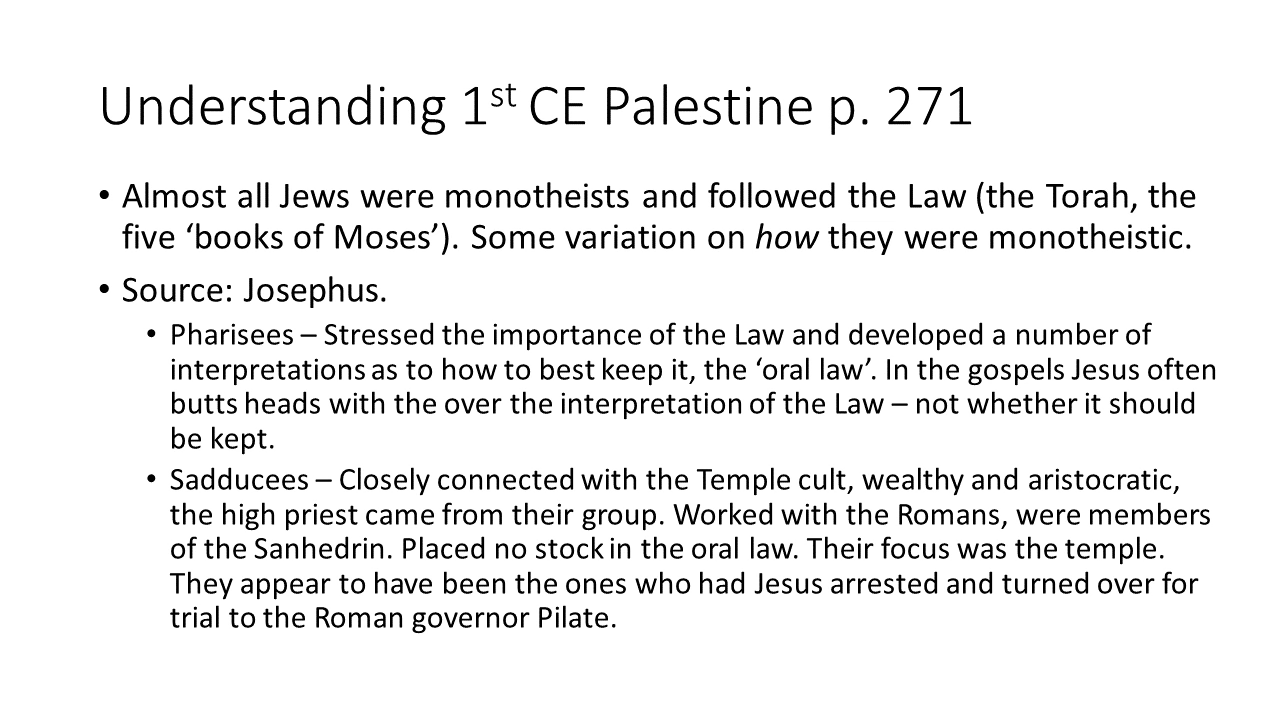 Understanding 1st CE Palestine p. 271
• Almost all Jews were monotheists and followed the Law (the Torah, the
five ‘books of Moses’). Some variation on how they were monotheistic.
• Source: Josephus.
• Pharisees – Stressed the importance of the Law and developed a number of
interpretations as to how to best keep it, the ‘oral law’. In the gospels Jesus often
butts heads with the over the interpretation of the Law – not whether it should
be kept.
• Sadducees – Closely connected with the Temple cult, wealthy and aristocratic,
the high priest came from their group. Worked with the Romans, were members
of the Sanhedrin. Placed no stock in the oral law. Their focus was the temple.
They appear to have been the ones who had Jesus arrested and turned over for
trial to the Roman governor Pilate.